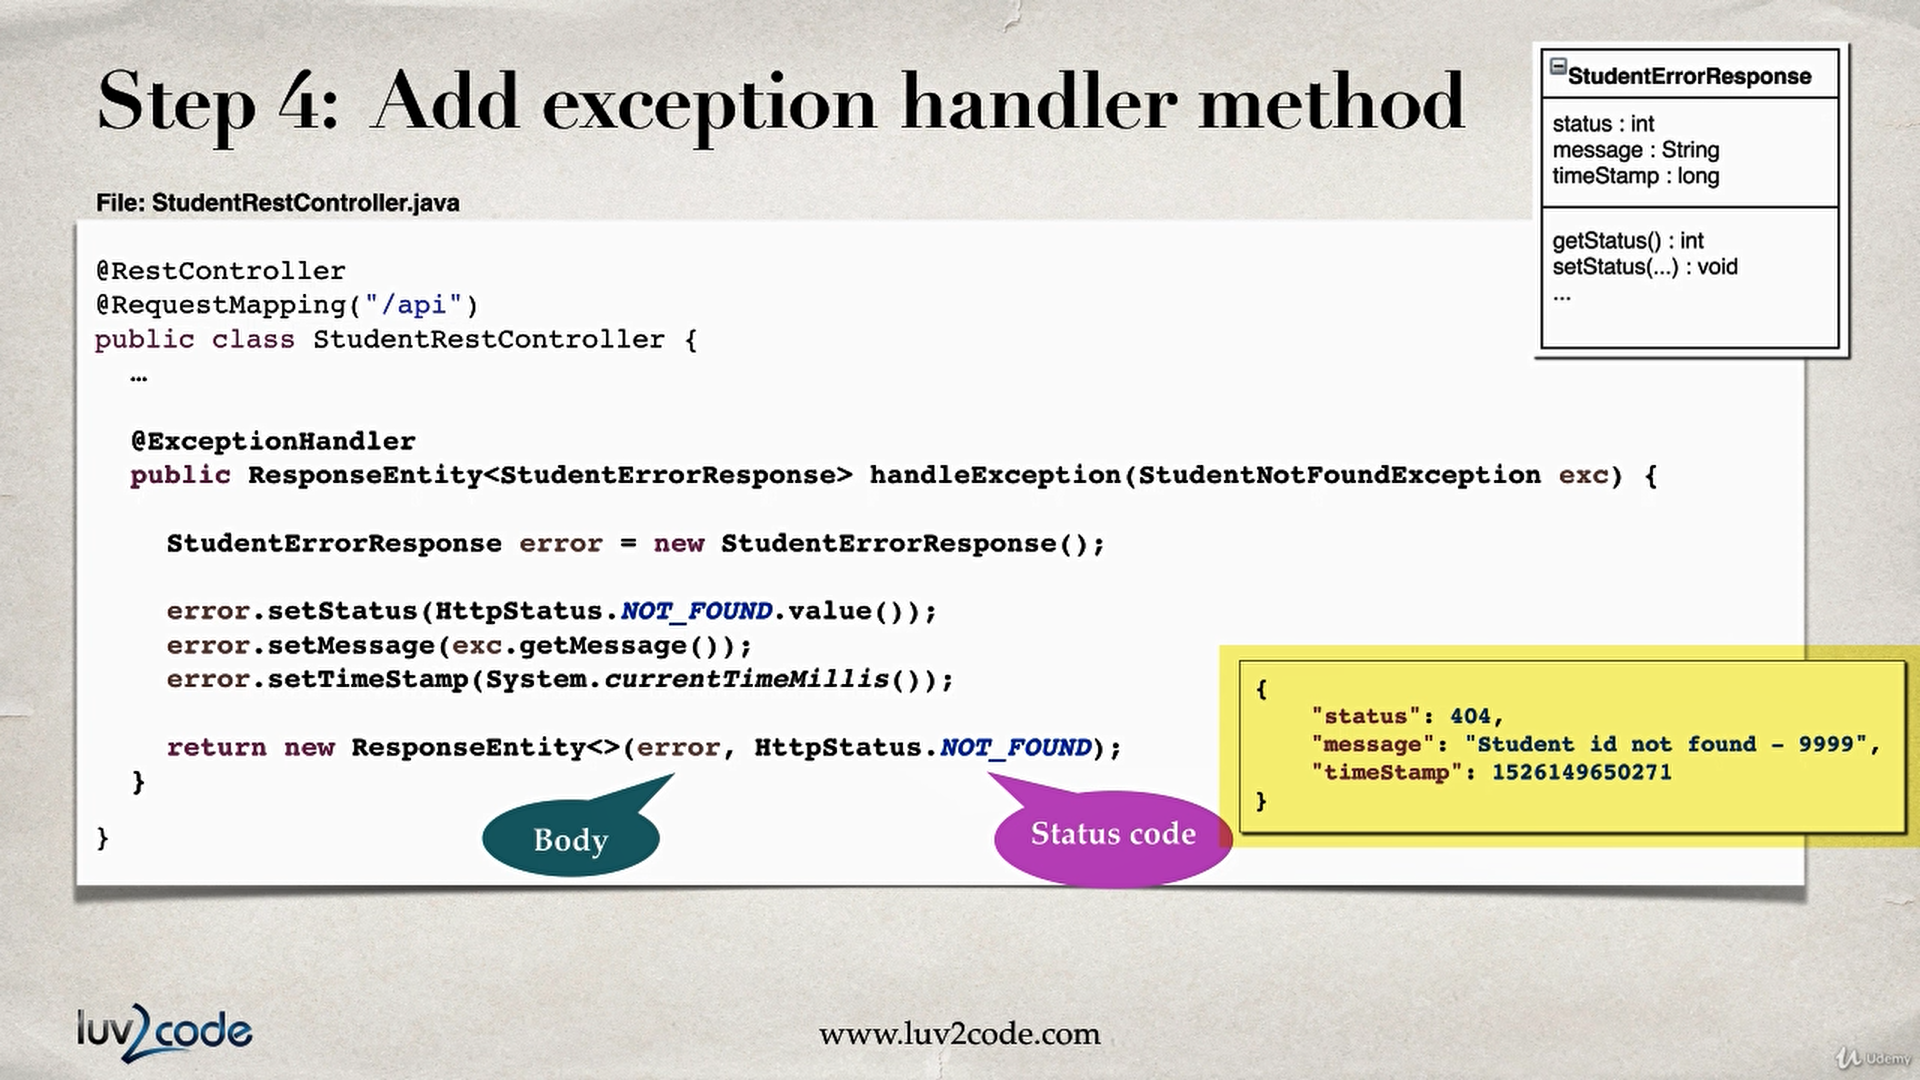 Step 4: Add exception handler method
StudentErrorResponse
status : int
message : String
timeStamp : long
getStatus() : int
setStatus(...) : void
...
File: StudentRestController.java
@RestController
@RequestMapping("/api")
public class StudentRestController {
…
@ExceptionHandler
public ResponseEntity<StudentErrorResponse> handleException(StudentNotFoundException exc) {
StudentErrorResponse error = new StudentErrorResponse();
error.setStatus(HttpStatus.NOT_FOUND.value());
error.setMessage(exc.getMessage());
error.setTimeStamp(System.currentTimeMillis());
return new ResponseEntity<>(error, HttpStatus.NOT_FOUND);
}
}
Body
Status code
{
"status": 404,
"message": "Student id not found - 9999",
"timeStamp": 1526149650271
}
luv2code
www.luv2code.com
Udemy